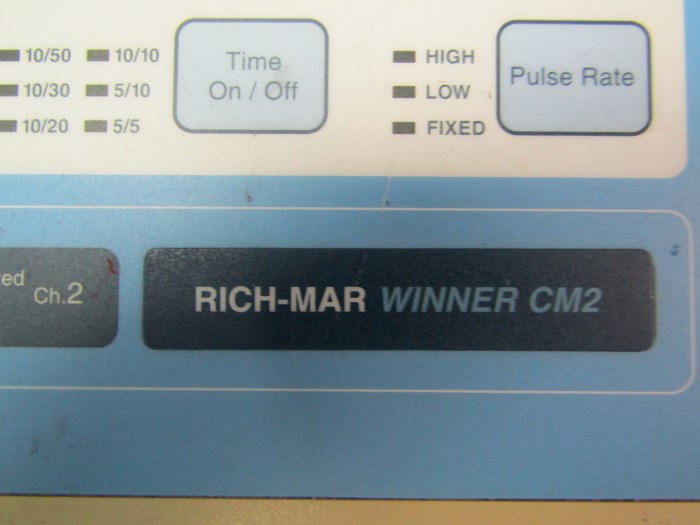 10/50 10/10
10/30 5/10
10/20 5/5
Time
On / Off
HIGH
LOW
FIXED
Pulse Rate
Ch.2
RICH-MAR WINNER CM2